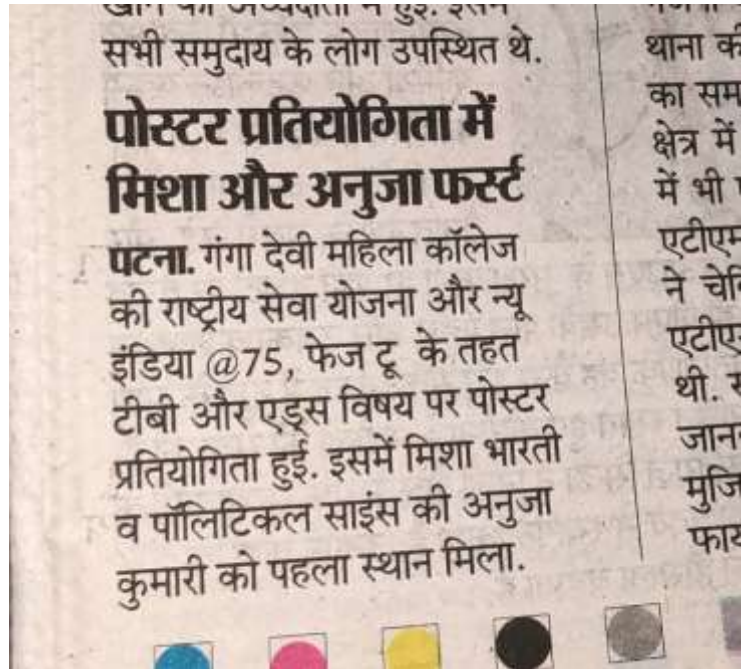 सभी समुदाय के लोग उपस्थित थे.
पोस्टर प्रतियोगिता में
मिशा और अनुजा फर्स्ट
पटना. गंगा देवी महिला कॉलेज
की राष्ट्रीय सेवा योजना और न्यू
इंडिया @75, फेज टू के तहत
टीबी और एड्स विषय पर पोस्टर
प्रतियोगिता हुई. इसमें मिशा भारती
व पॉलिटिकल साइंस की अनुजा
कुमारी को पहला स्थान मिला.
थाना
का
क्षेत्र में
में भी
ने
थी.